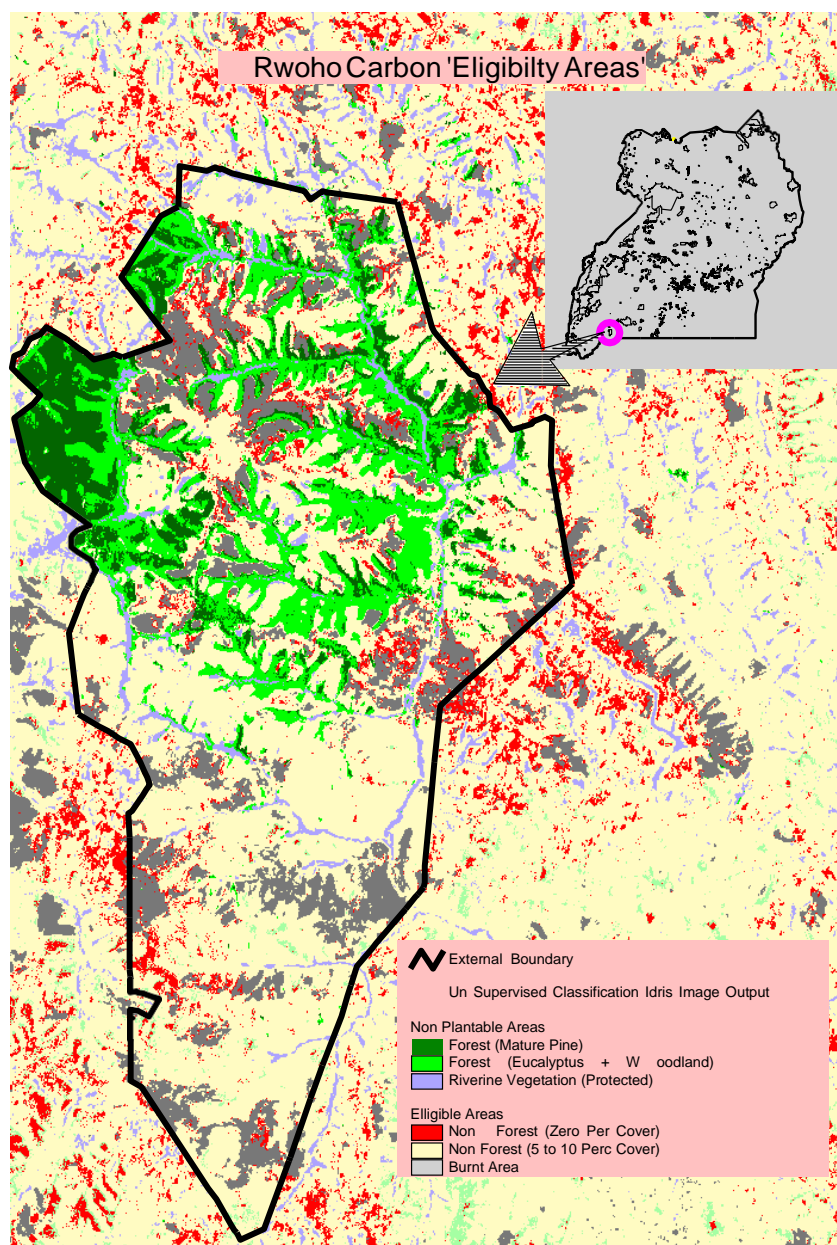 Rwoho Carbon 'Eligibilty Areas'
External Boundary
Un Supervised Classification Idris Image Output
Non Plantable Areas
Forest (Mature Pine)
Forest (Eucalyptus + W oodland)
Riverine Vegetation (Protected)
Elligible Areas
Non Forest (Zero Per Cover)
Non Forest (5 to 10 Perc Cover)
Burnt Area